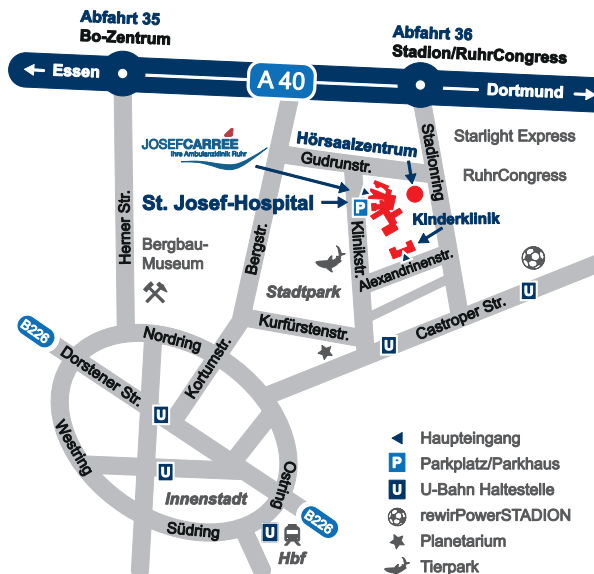 Abfahrt 35
Bo-Zentrum
Abfahrt 36
Stadion/RuhrCongress
Essen
A 40
Dortmund
JOSEFCARRÉE
Ihre Ambulanzklinik Ruhr
Hörsaalzentrum
Gudrunstr.
Stadionring
Starlight Express
RuhrCongress
St. Josef-Hospital
P
Kinderklinik
Herner Str.
Bergstr.
Klinikstr.
Bergbau-
Museum
Stadtpark
Alexandrinenstr.
U
Castroper Str.
Kurfürstenstr.
U
B226
Nordring
Dorstener Str.
Kortumstr.
U
Westring
U
Innenstadt
Ostring
Südring
B226
U
Hbf
Haupteingang
P Parkplatz/Parkhaus
U U-Bahn Haltestelle
rewirPowerSTADION
Planetarium
Tierpark